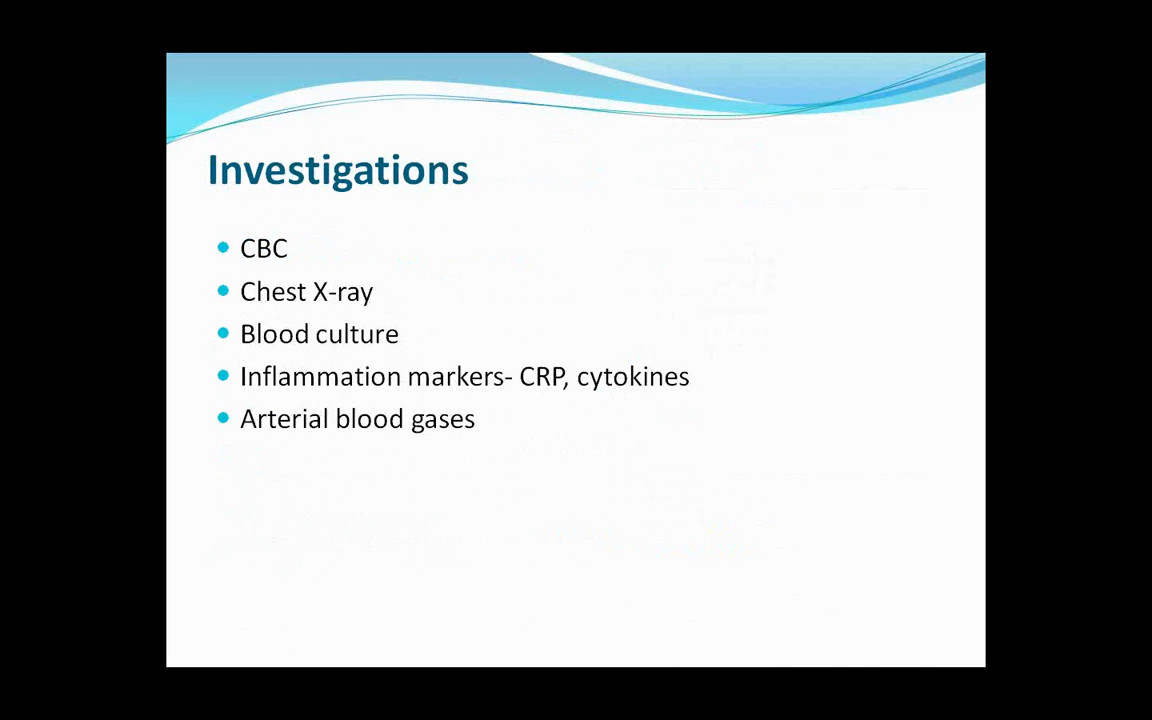 Investigations
CBC
Chest X-ray
Blood culture
Inflammation markers- CRP, cytokines
Arterial blood gases